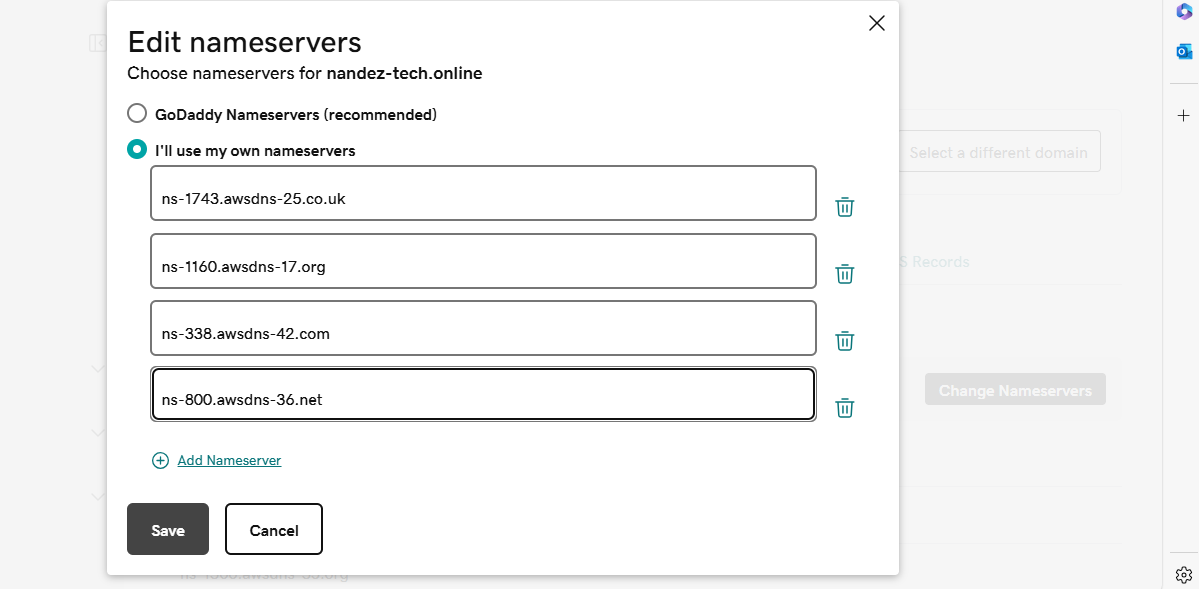 Edit nameservers
Choose nameservers for nandez-tech.online
GoDaddy Nameservers (recommended)
I'll use my own nameservers
ns-1743.awsdns-25.co.uk
ns-1160.awsdns-17.org
ns-338.awsdns-42.com
ns-800.awsdns-36.net
Add Nameserver
Save Cancel
Select a different domain
S Records
Change Nameservers